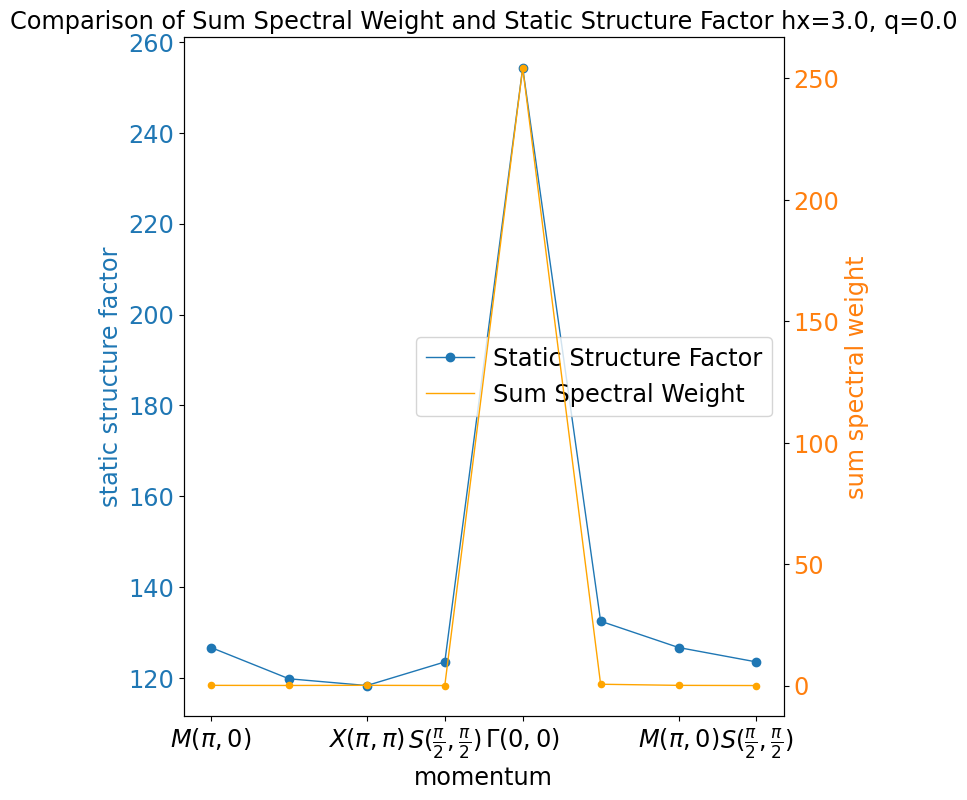 Comparison of Sum Spectral Weight and Static Structure Factor hx=3.0, q=0.0
260
240
220
200
180
160
140
120
static structure factor
250
200
150
100
50
0
sum spectral weight
Static Structure Factor
Sum Spectral Weight
M(π, 0)
X(π, π)
S(π/2, π/2)
Γ(0, 0)
M(π, 0)
S(π/2, π/2)
momentum